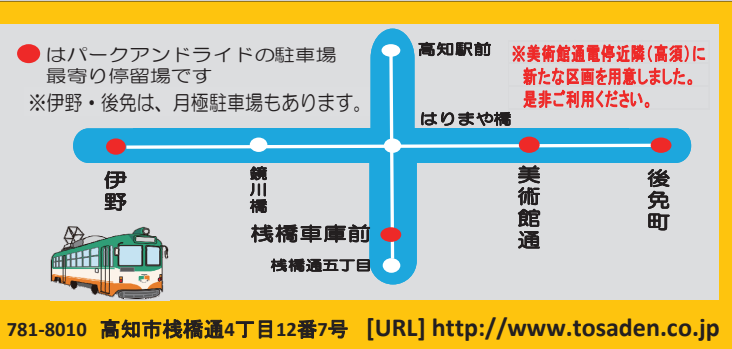 はパークアンドライドの駐車場
最寄り停留場です
※伊野・後免は、月極駐車場もあります。
高知駅前
※美術館通電停近隣(高須)に
新たな区画を用意しました。
是非ご利用ください。
はりまや橋
伊野
鏡川橋
美術館通
後免町
桟橋車庫前
桟橋通五丁目
781-8010 高知市桟橋通4丁目12番7号 [URL] http://www.tosaden.co.jp